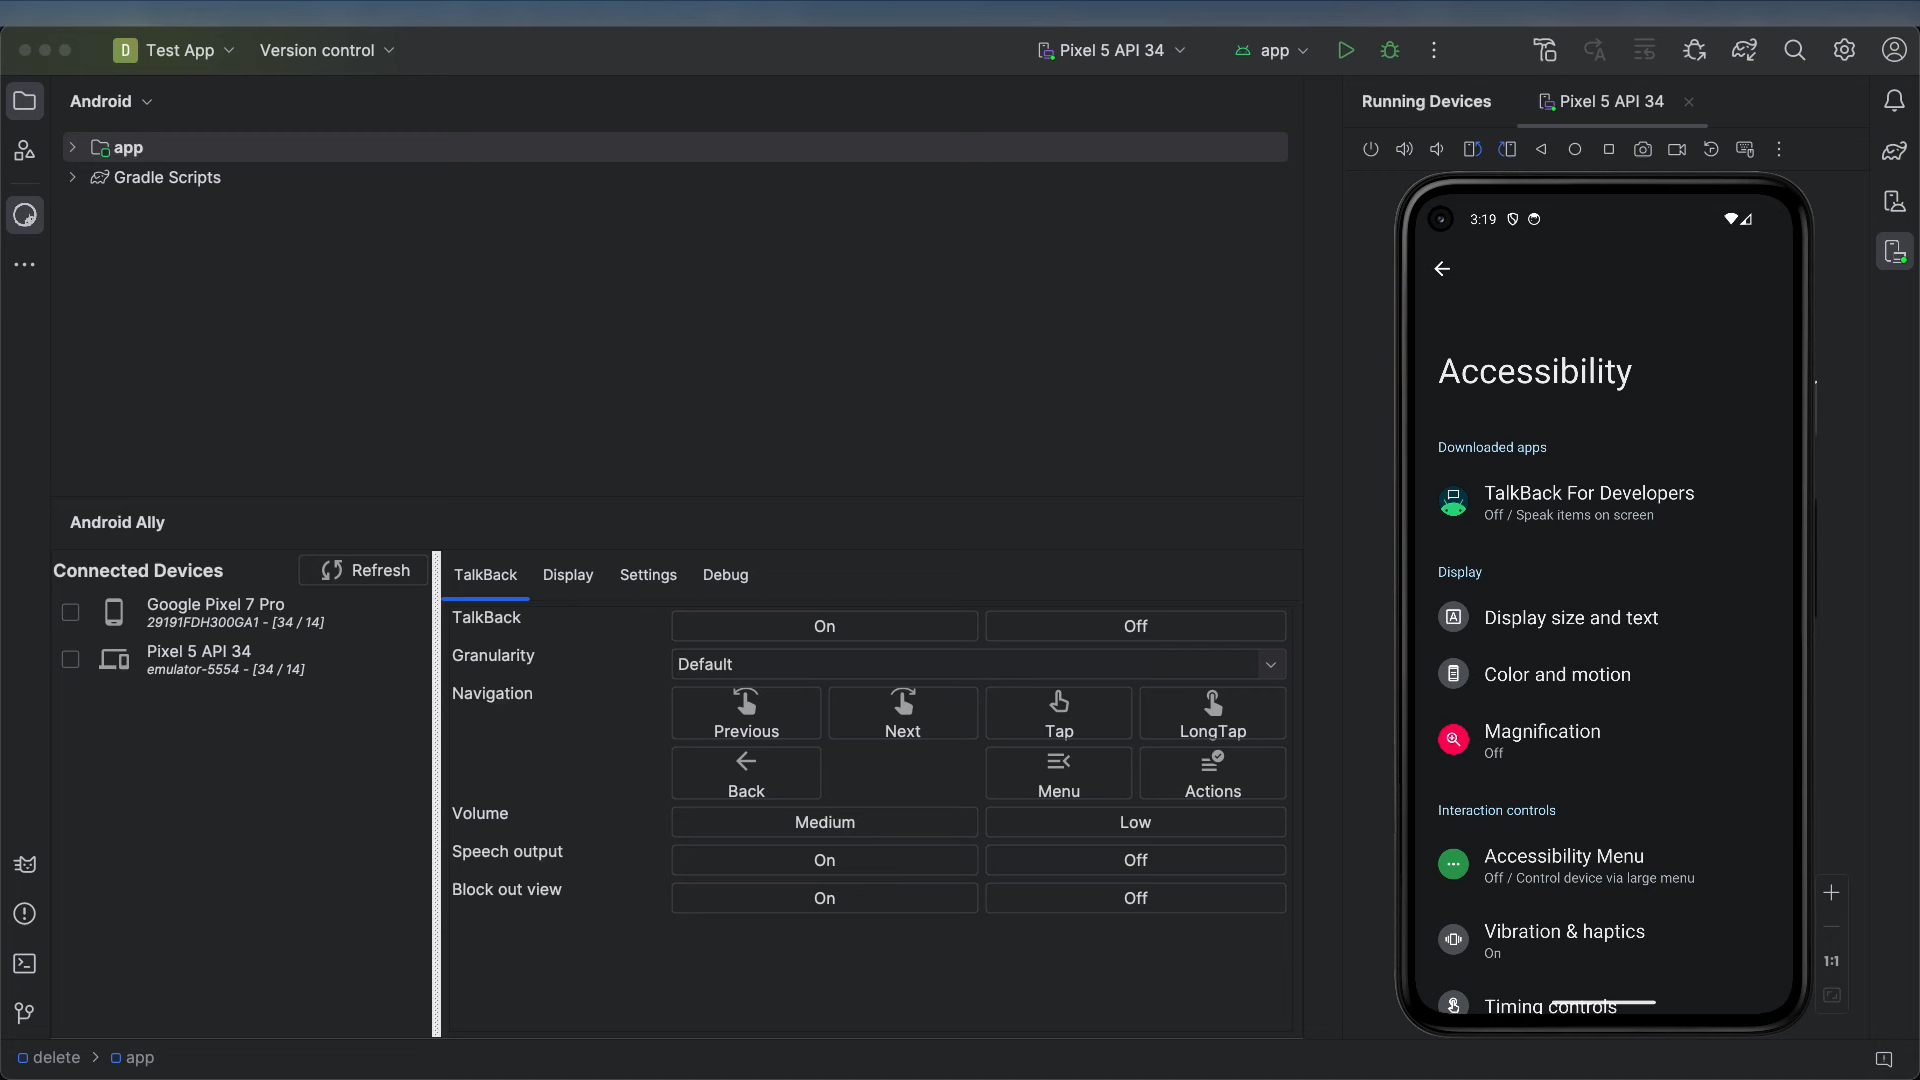 D Test App Version control
Pixel 5 API 34 app
Android
app
Gradle Scripts
Running Devices Pixel 5 API 34
3:19
Accessibility
Downloaded apps
TalkBack For Developers
Off / Speak items on screen
Display
Display size and text
Color and motion
Magnification
Off
Interaction controls
Accessibility Menu
Off / Control device via large menu
Vibration & haptics
On
Timing controls
1:1
Android Ally
Connected Devices Refresh
Google Pixel 7 Pro
29191FDH300GA1 - [34 / 14]
Pixel 5 API 34
emulator-5554 - [34 / 14]
TalkBack Display Settings Debug
TalkBack On Off
Granularity Default
Navigation
Previous Next Tap LongTap
Back Menu Actions
Volume Medium Low
Speech output On Off
Block out view On Off
delete > app